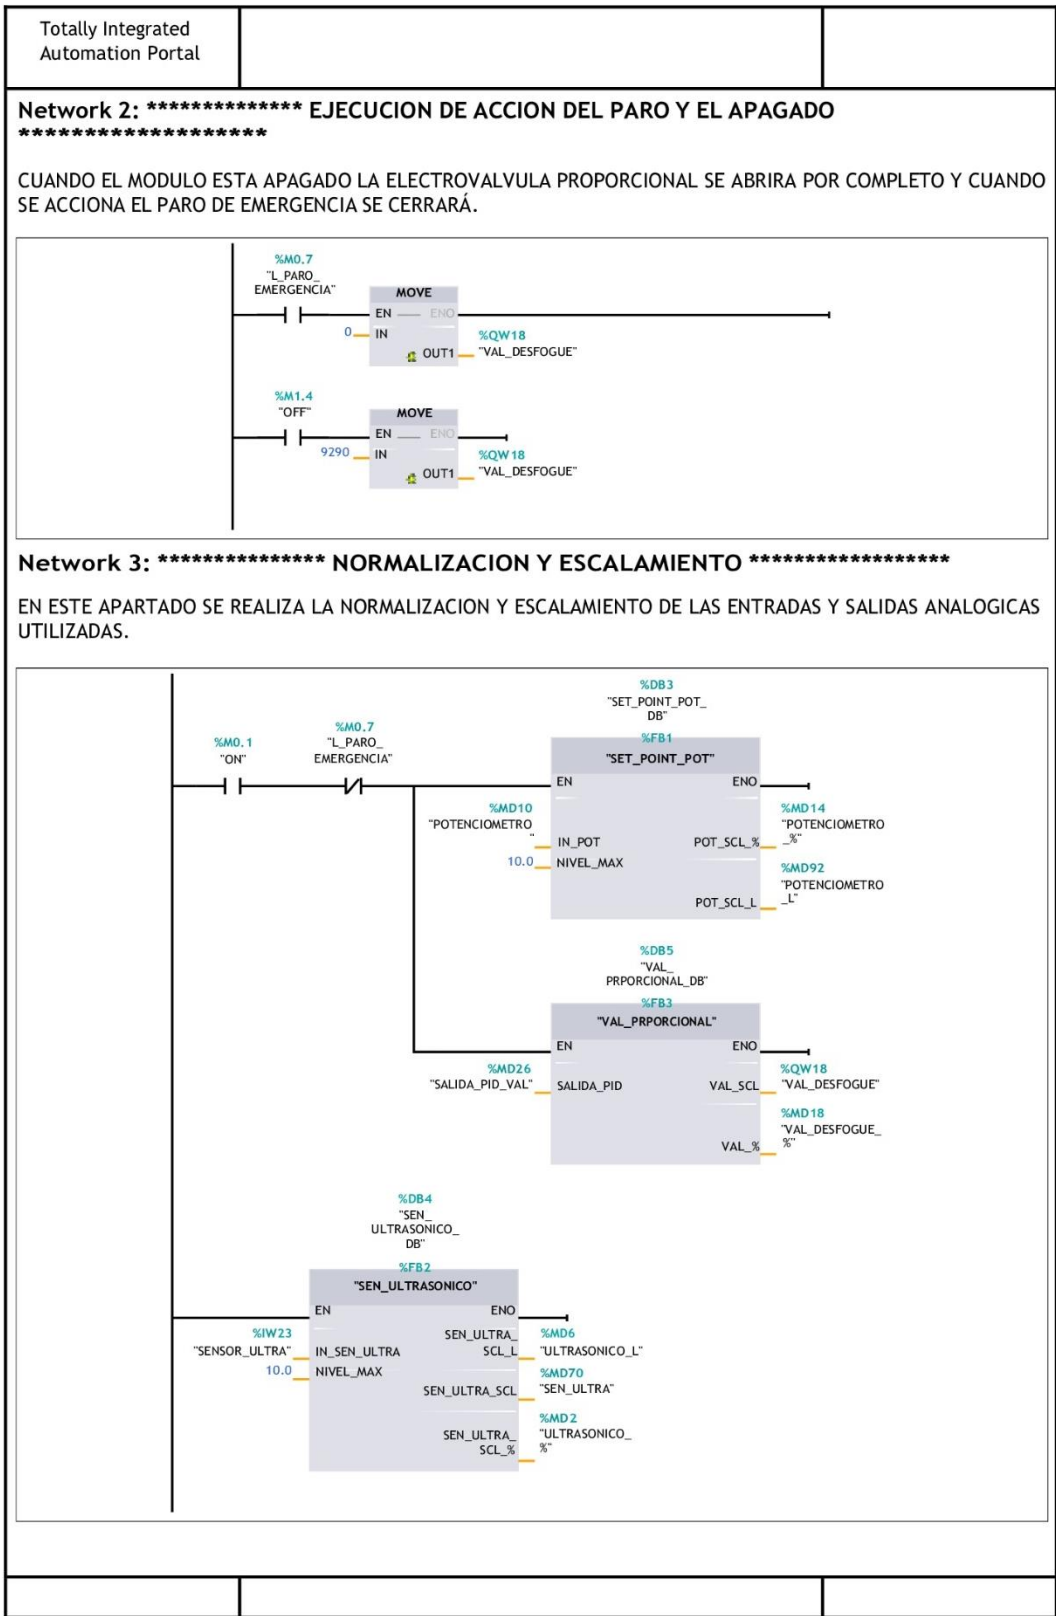 Totally Integrated
Automation Portal
Network 2: ************** EJECUCION DE ACCION DEL PARO Y EL APAGADO
*******************
CUANDO EL MODULO ESTA APAGADO LA ELECTROVALVULA PROPORCIONAL SE ABRIRA POR COMPLETO Y CUANDO
SE ACCIONA EL PARO DE EMERGENCIA SE CERRARÁ.
%M0.7
"L_PARO_
EMERGENCIA"
MOVE
EN ENO
0 IN
%QW18
OUT1 "VAL_DESFOGUE"
%M1.4
"OFF"
MOVE
EN ENO
9290 IN
%QW18
OUT1 "VAL_DESFOGUE"
Network 3: *************** NORMALIZACION Y ESCALAMIENTO ******************
EN ESTE APARTADO SE REALIZA LA NORMALIZACION Y ESCALAMIENTO DE LAS ENTRADAS Y SALIDAS ANALOGICAS
UTILIZADAS.
%DB3
"SET_POINT_POT_
DB"
%M0.1
"ON"
%M0.7
"L_PARO_
EMERGENCIA"
%FB1
"SET_POINT_POT"
EN ENO
%MD10
"POTENCIOMETRO
"
IN_POT
10.0 NIVEL_MAX
%MD14
"POTENCIOMETRO
POT_SCL_% _%"
%MD92
"POTENCIOMETRO
POT_SCL_L _L"
%DB5
"VAL_
PRPORCIONAL_DB"
%FB3
"VAL_PRPORCIONAL"
EN ENO
%MD26
"SALIDA_PID_VAL" SALIDA_PID
%QW18
VAL_SCL "VAL_DESFOGUE"
%MD18
"VAL_DESFOGUE_
VAL_% %"
%DB4
"SEN_
ULTRASONICO_
DB"
%FB2
"SEN_ULTRASONICO"
EN ENO
%IW23
"SENSOR_ULTRA" IN_SEN_ULTRA
10.0 NIVEL_MAX
SEN_ULTRA_ %MD6
SCL_L "ULTRASONICO_L"
%MD70
SEN_ULTRA_SCL "SEN_ULTRA"
%MD2
SEN_ULTRA_ "ULTRASONICO_
SCL_% %"